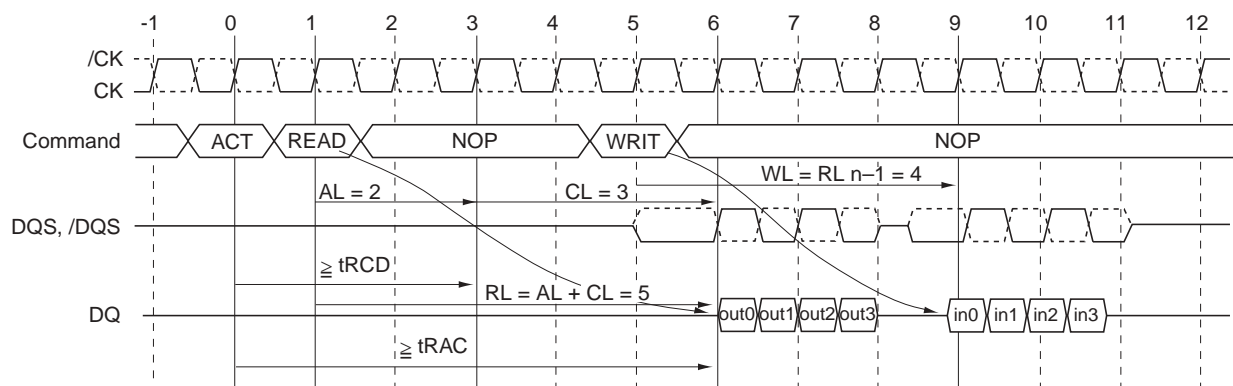 -1 0 1 2 3 4 5 6 7 8 9 10 11 12
/CK
CK
Command ACT READ NOP WRIT NOP
WL = RL n–1 = 4
AL = 2 CL = 3
DQS, /DQS
≧ tRCD
RL = AL + CL = 5
DQ out0 out1 out2 out3 in0 in1 in2 in3
≧ tRAC